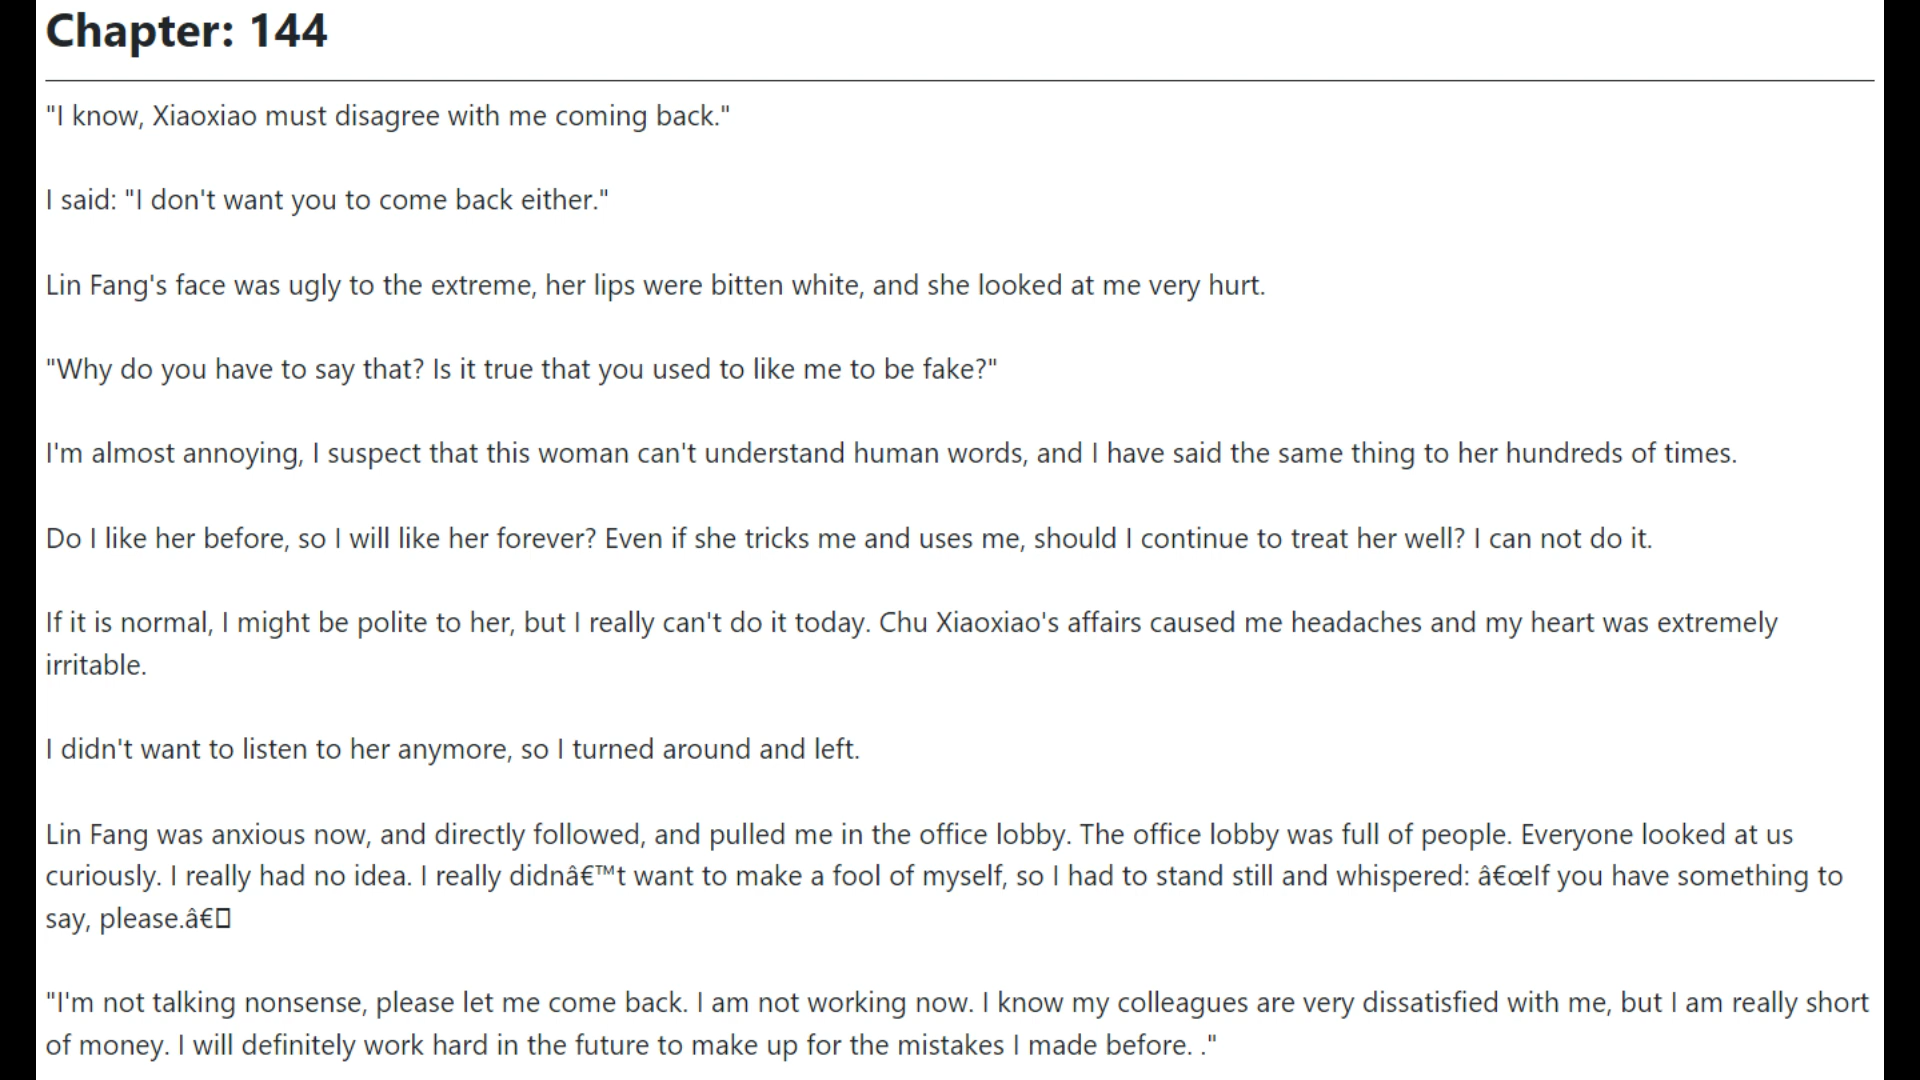 Chapter: 144
"I know, Xiaoxiao must disagree with me coming back."
I said: "I don't want you to come back either."
Lin Fang's face was ugly to the extreme, her lips were bitten white, and she looked at me very hurt.
"Why do you have to say that? Is it true that you used to like me to be fake?"
I'm almost annoying, I suspect that this woman can't understand human words, and I have said the same thing to her hundreds of times.
Do I like her before, so I will like her forever? Even if she tricks me and uses me, should I continue to treat her well? I can not do it.
If it is normal, I might be polite to her, but I really can't do it today. Chu Xiaoxiao's affairs caused me headaches and my heart was extremely
irritable.
I didn't want to listen to her anymore, so I turned around and left.
Lin Fang was anxious now, and directly followed, and pulled me in the office lobby. The office lobby was full of people. Everyone looked at us
curiously. I really had no idea. I really didnâ€™t want to make a fool of myself, so I had to stand still and whispered: â€œIf you have something to
say, please.â€□
"I'm not talking nonsense, please let me come back. I am not working now. I know my colleagues are very dissatisfied with me, but I am really short
of money. I will definitely work hard in the future to make up for the mistakes I made before. ."